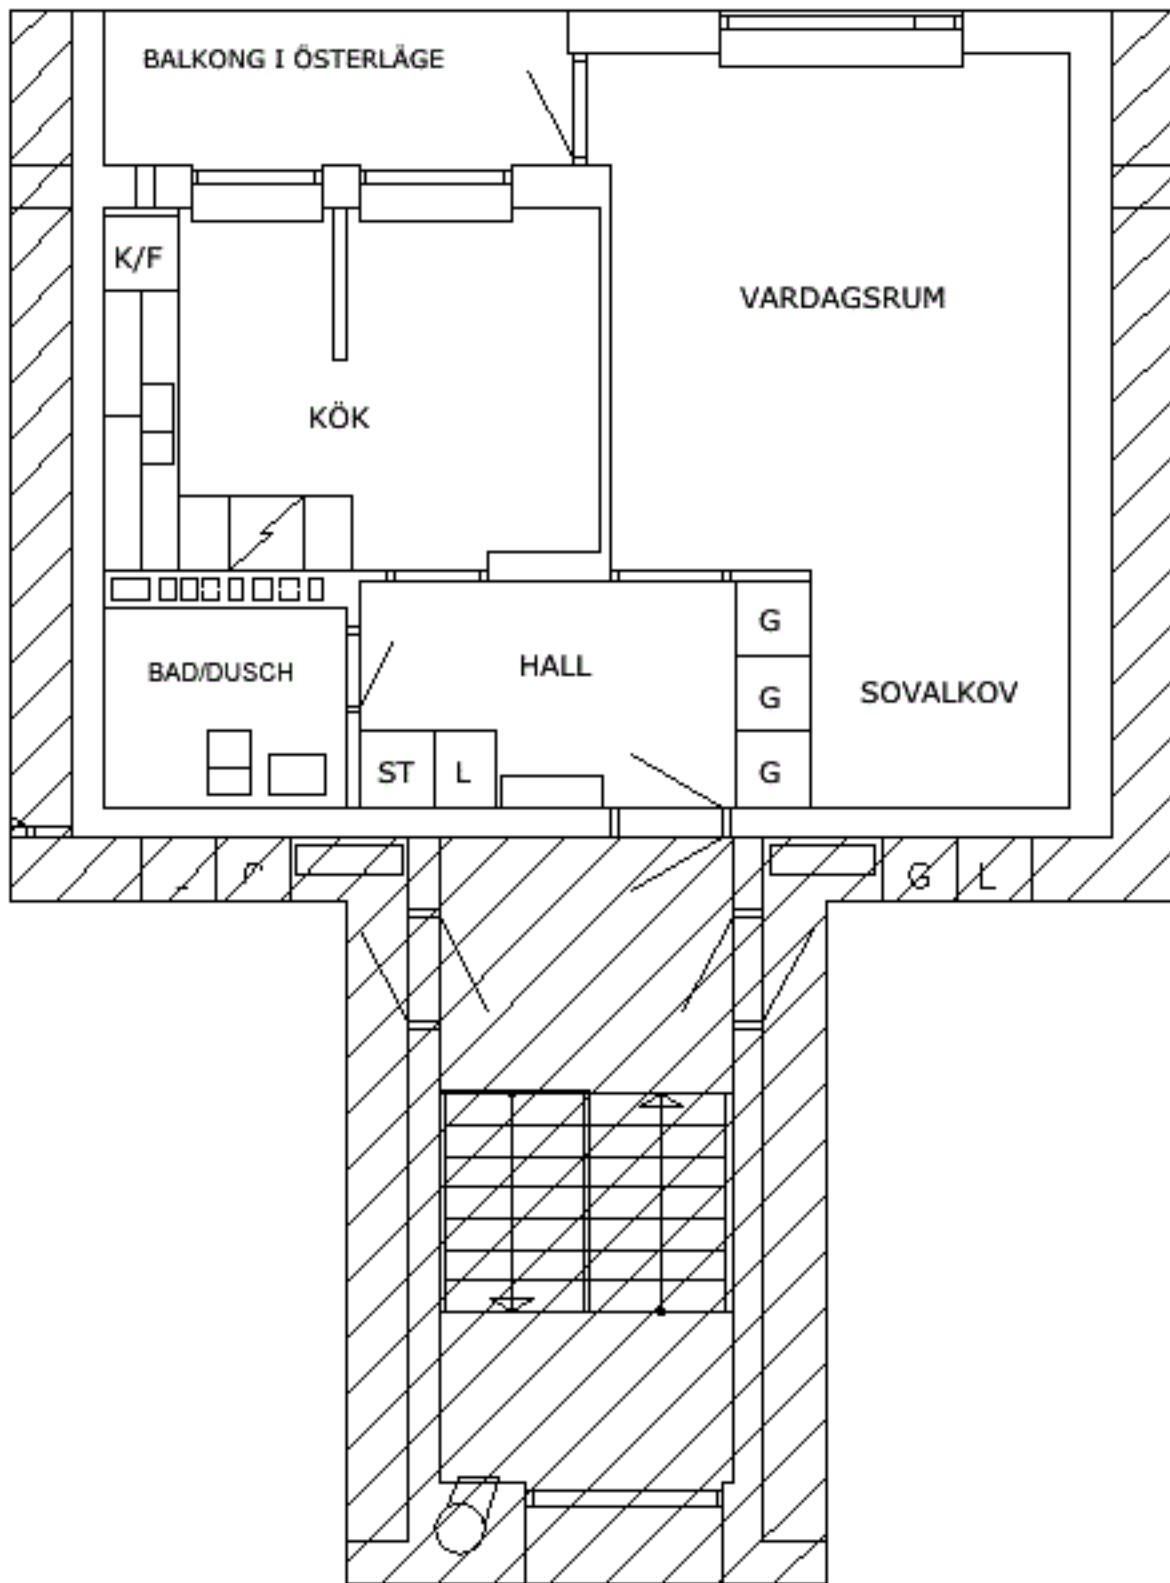 BALKONG I ÖSTERLÄGE
K/F
VARDAGSRUM
KÖK
G
BAD/DUSCH
HALL
G
SOVALKOV
ST
L
G
G
L